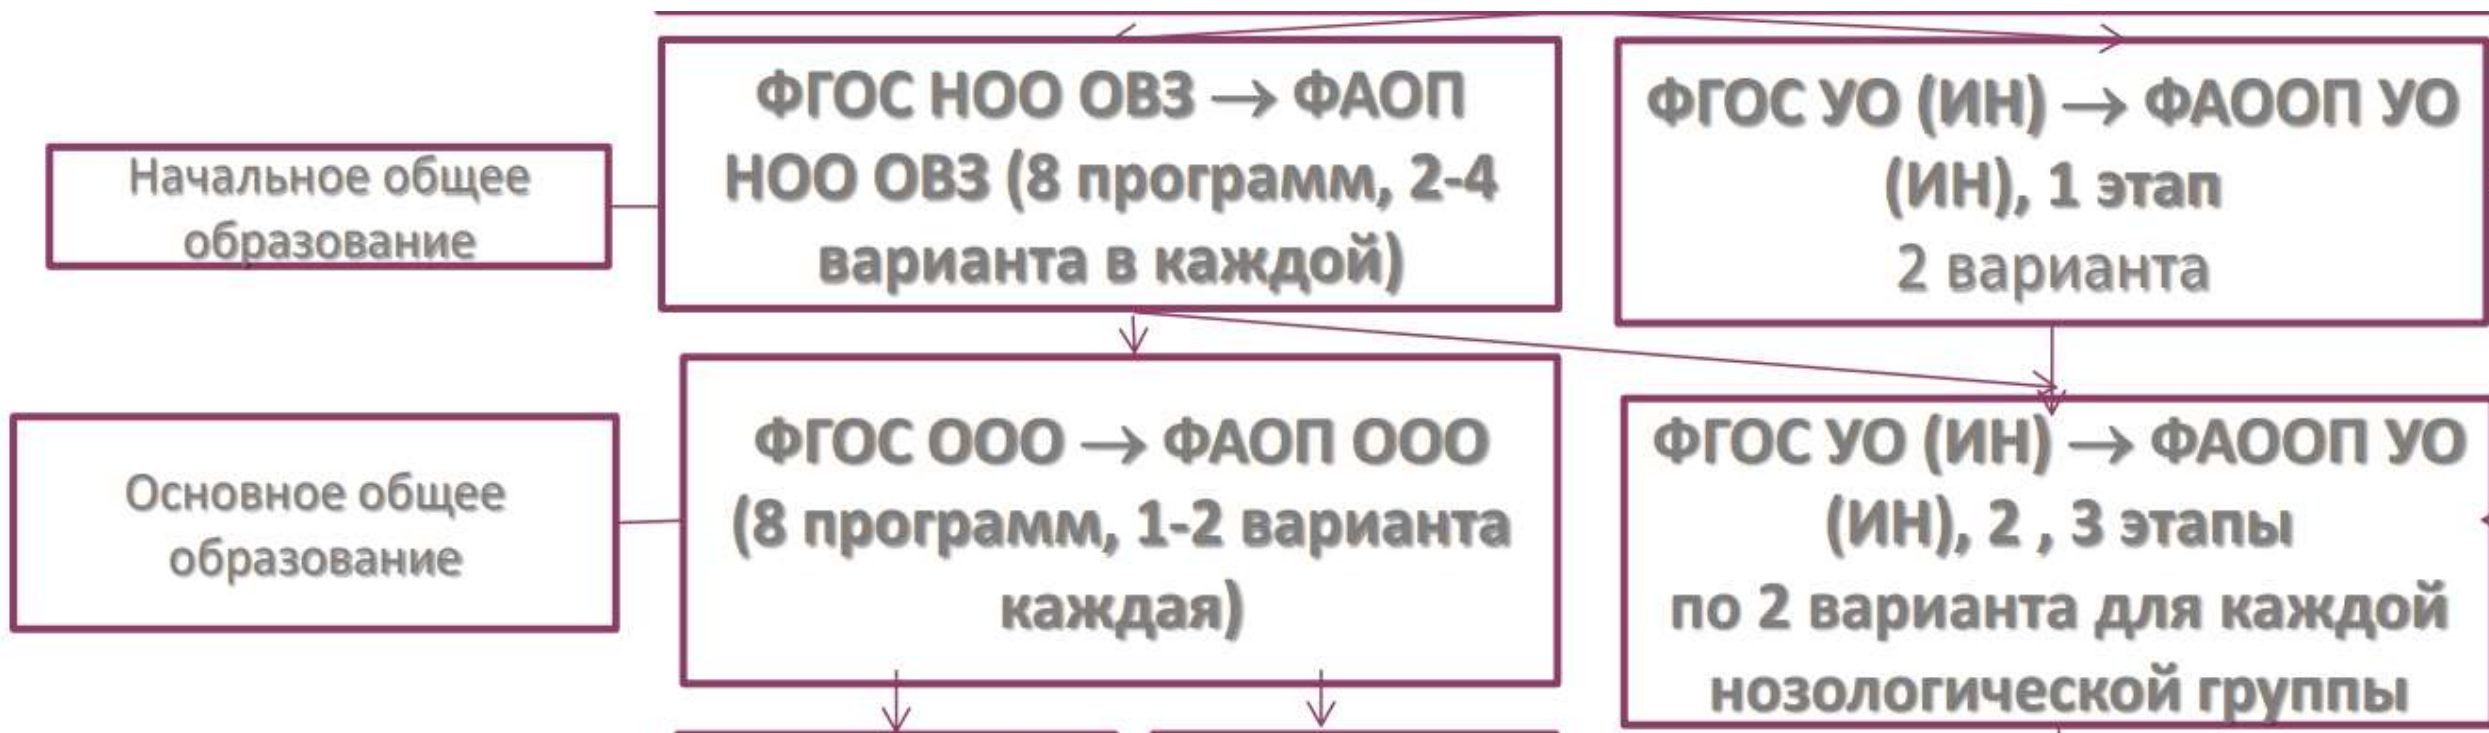 Начальное общее
образование
ФГОС НОО ОВЗ → ФАОП
НОО ОВЗ (8 программ, 2-4
варианта в каждой)
ФГОС УО (ИН) → ФАООП УО
(ИН), 1 этап
2 варианта
Основное общее
образование
ФГОС ООО → ФАОП ООО
(8 программ, 1-2 варианта
каждая)
ФГОС УО (ИН) → ФАООП УО
(ИН), 2 , 3 этапы
по 2 варианта для каждой
нозологической группы